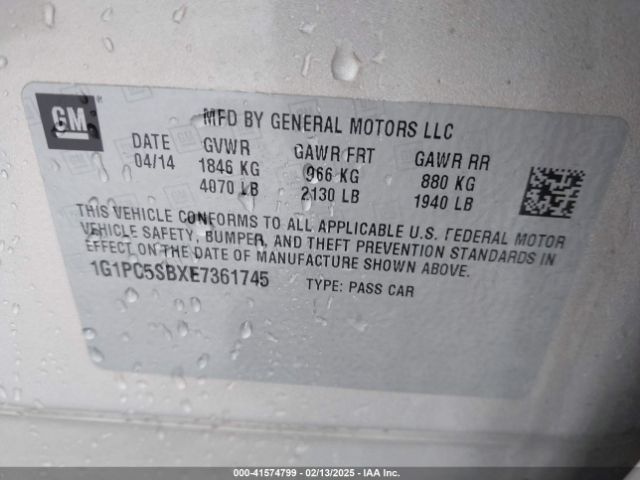 GM
®
MFD BY GENERAL MOTORS LLC
DATE GVWR GAWR FRT GAWR RR
04/14 1846 KG 966 KG 880 KG
4070 LB 2130 LB 1940 LB
THIS VEHICLE CONFORMS TO ALL APPLICABLE U.S. FEDERAL MOTOR
VEHICLE SAFETY, BUMPER, AND THEFT PREVENTION STANDARDS IN
EFFECT ON THE DATE OF MANUFACTURE SHOWN ABOVE.
1G1PC5SBXE7361745 TYPE: PASS CAR
000-41574799 - 02/13/2025 - IAAI.COM